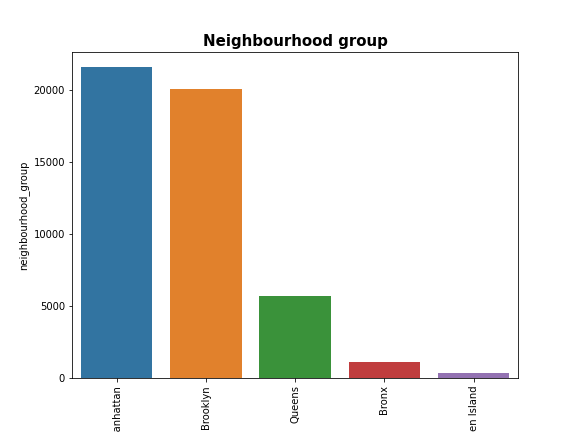 Neighbourhood group
neighbourhood_group
20000
15000
10000
5000
0
anhattan
Brooklyn
Queens
Bronx
en Island